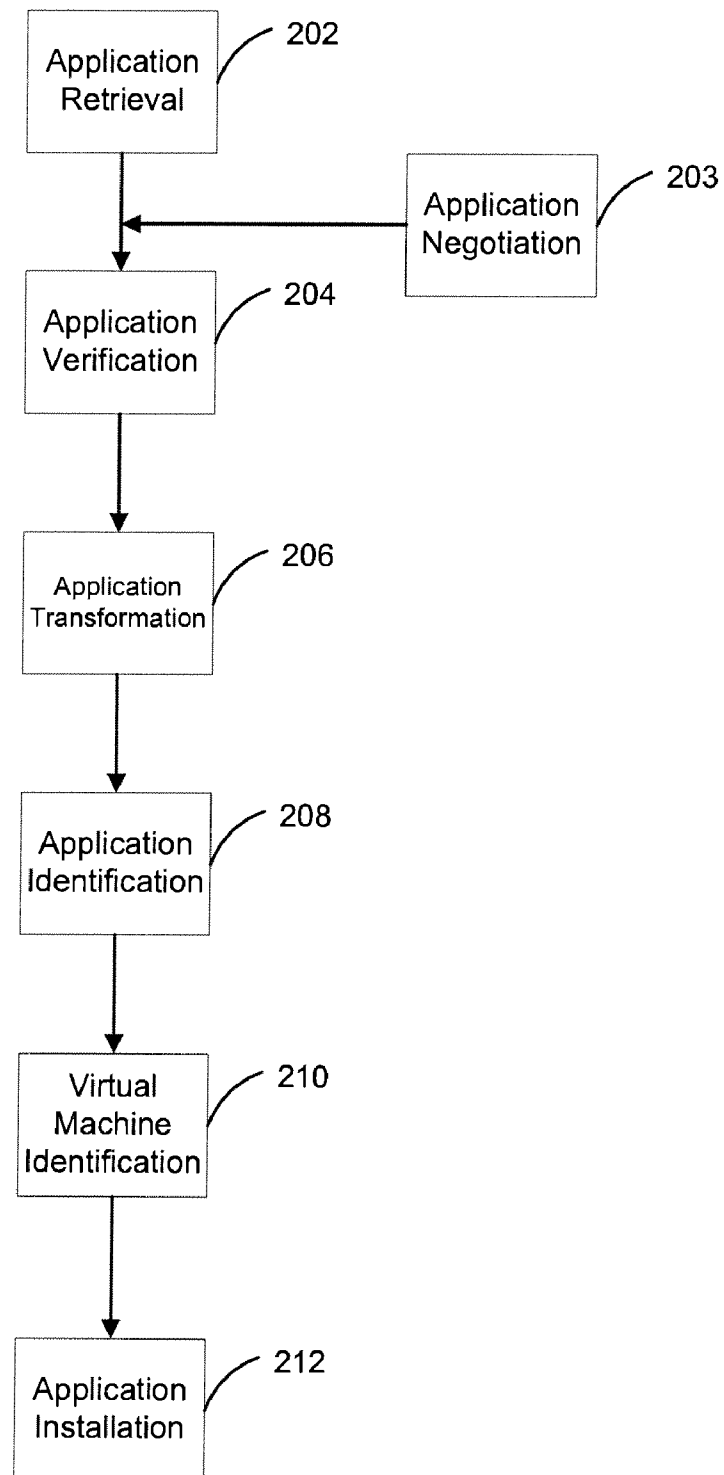 Application
Retrieval
202
Application
Negotiation
203
Application
Verification
204
Application
Transformation
206
Application
Identification
208
Virtual
Machine
Identification
210
Application
Installation
212